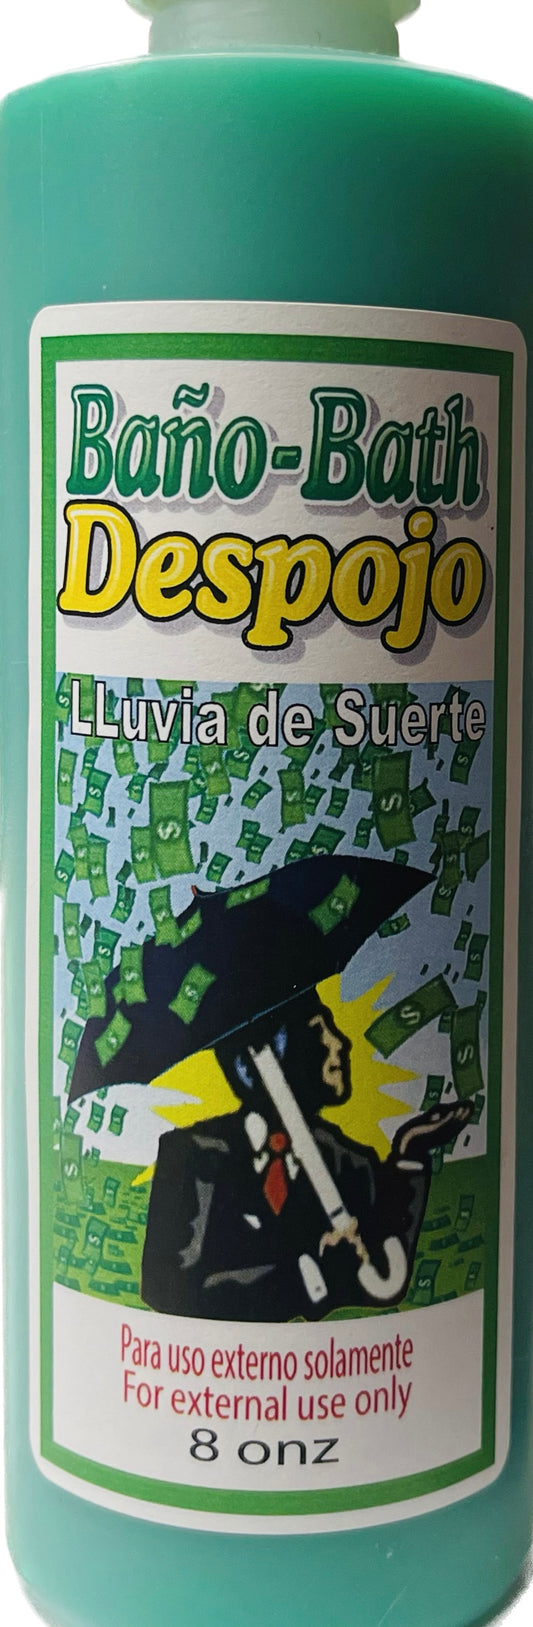 Baño-Bath
Despojo
LLuvia de Suerte
Para uso externo solamente
For external use only
8 onz